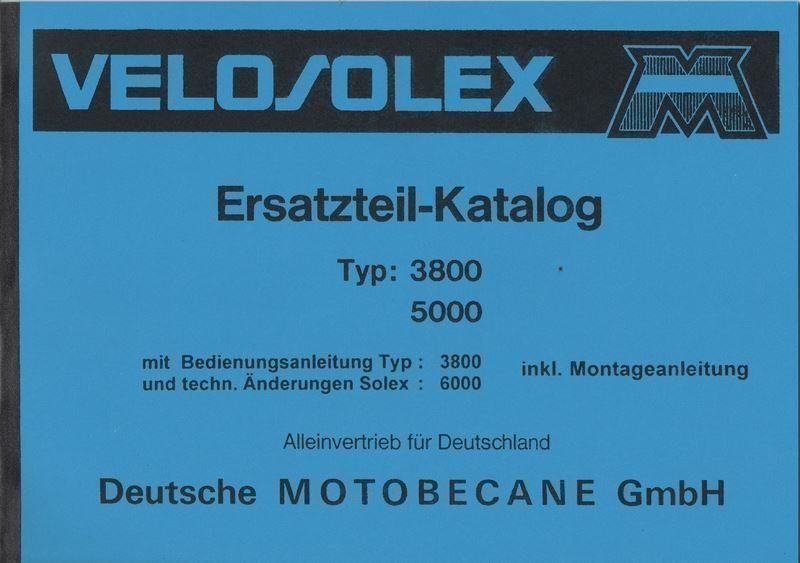 VELOSOLEX
M
Ersatzteil-Katalog
Typ: 3800
5000
mit Bedienungsanleitung Typ : 3800
und techn. Änderungen Solex : 6000
inkl. Montageanleitung
Alleinvertrieb für Deutschland
Deutsche MOTOBECANE GmbH